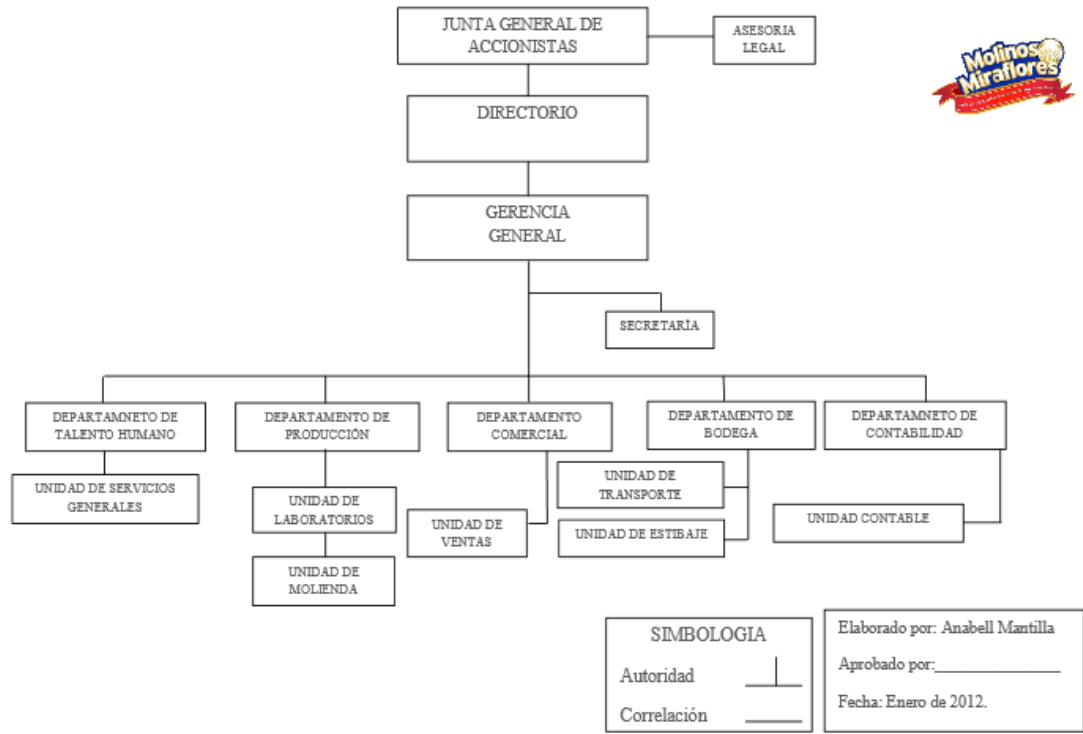 JUNTA GENERAL DE
ACCIONISTAS
ASESORIA
LEGAL
Molinos
Miraflores
DIRECTORIO
GERENCIA
GENERAL
SECRETARÍA
DEPARTAMNETO DE
TALENTO HUMANO
DEPARTAMENTO DE
PRODUCCIÓN
DEPARTAMENTO
COMERCIAL
DEPARTAMENTO DE
BODEGA
DEPARTAMNETO DE
CONTABILIDAD
UNIDAD DE SERVICIOS
GENERALES
UNIDAD DE
LABORATORIOS
UNIDAD DE
MOLIENDA
UNIDAD DE
VENTAS
UNIDAD DE
TRANSPORTE
UNIDAD DE ESTIBAJE
UNIDAD CONTABLE
SIMBOLOGIA
Autoridad
Correlación
Elaborado por: Anabell Mantilla
Aprobado por:_______________
Fecha: Enero de 2012.